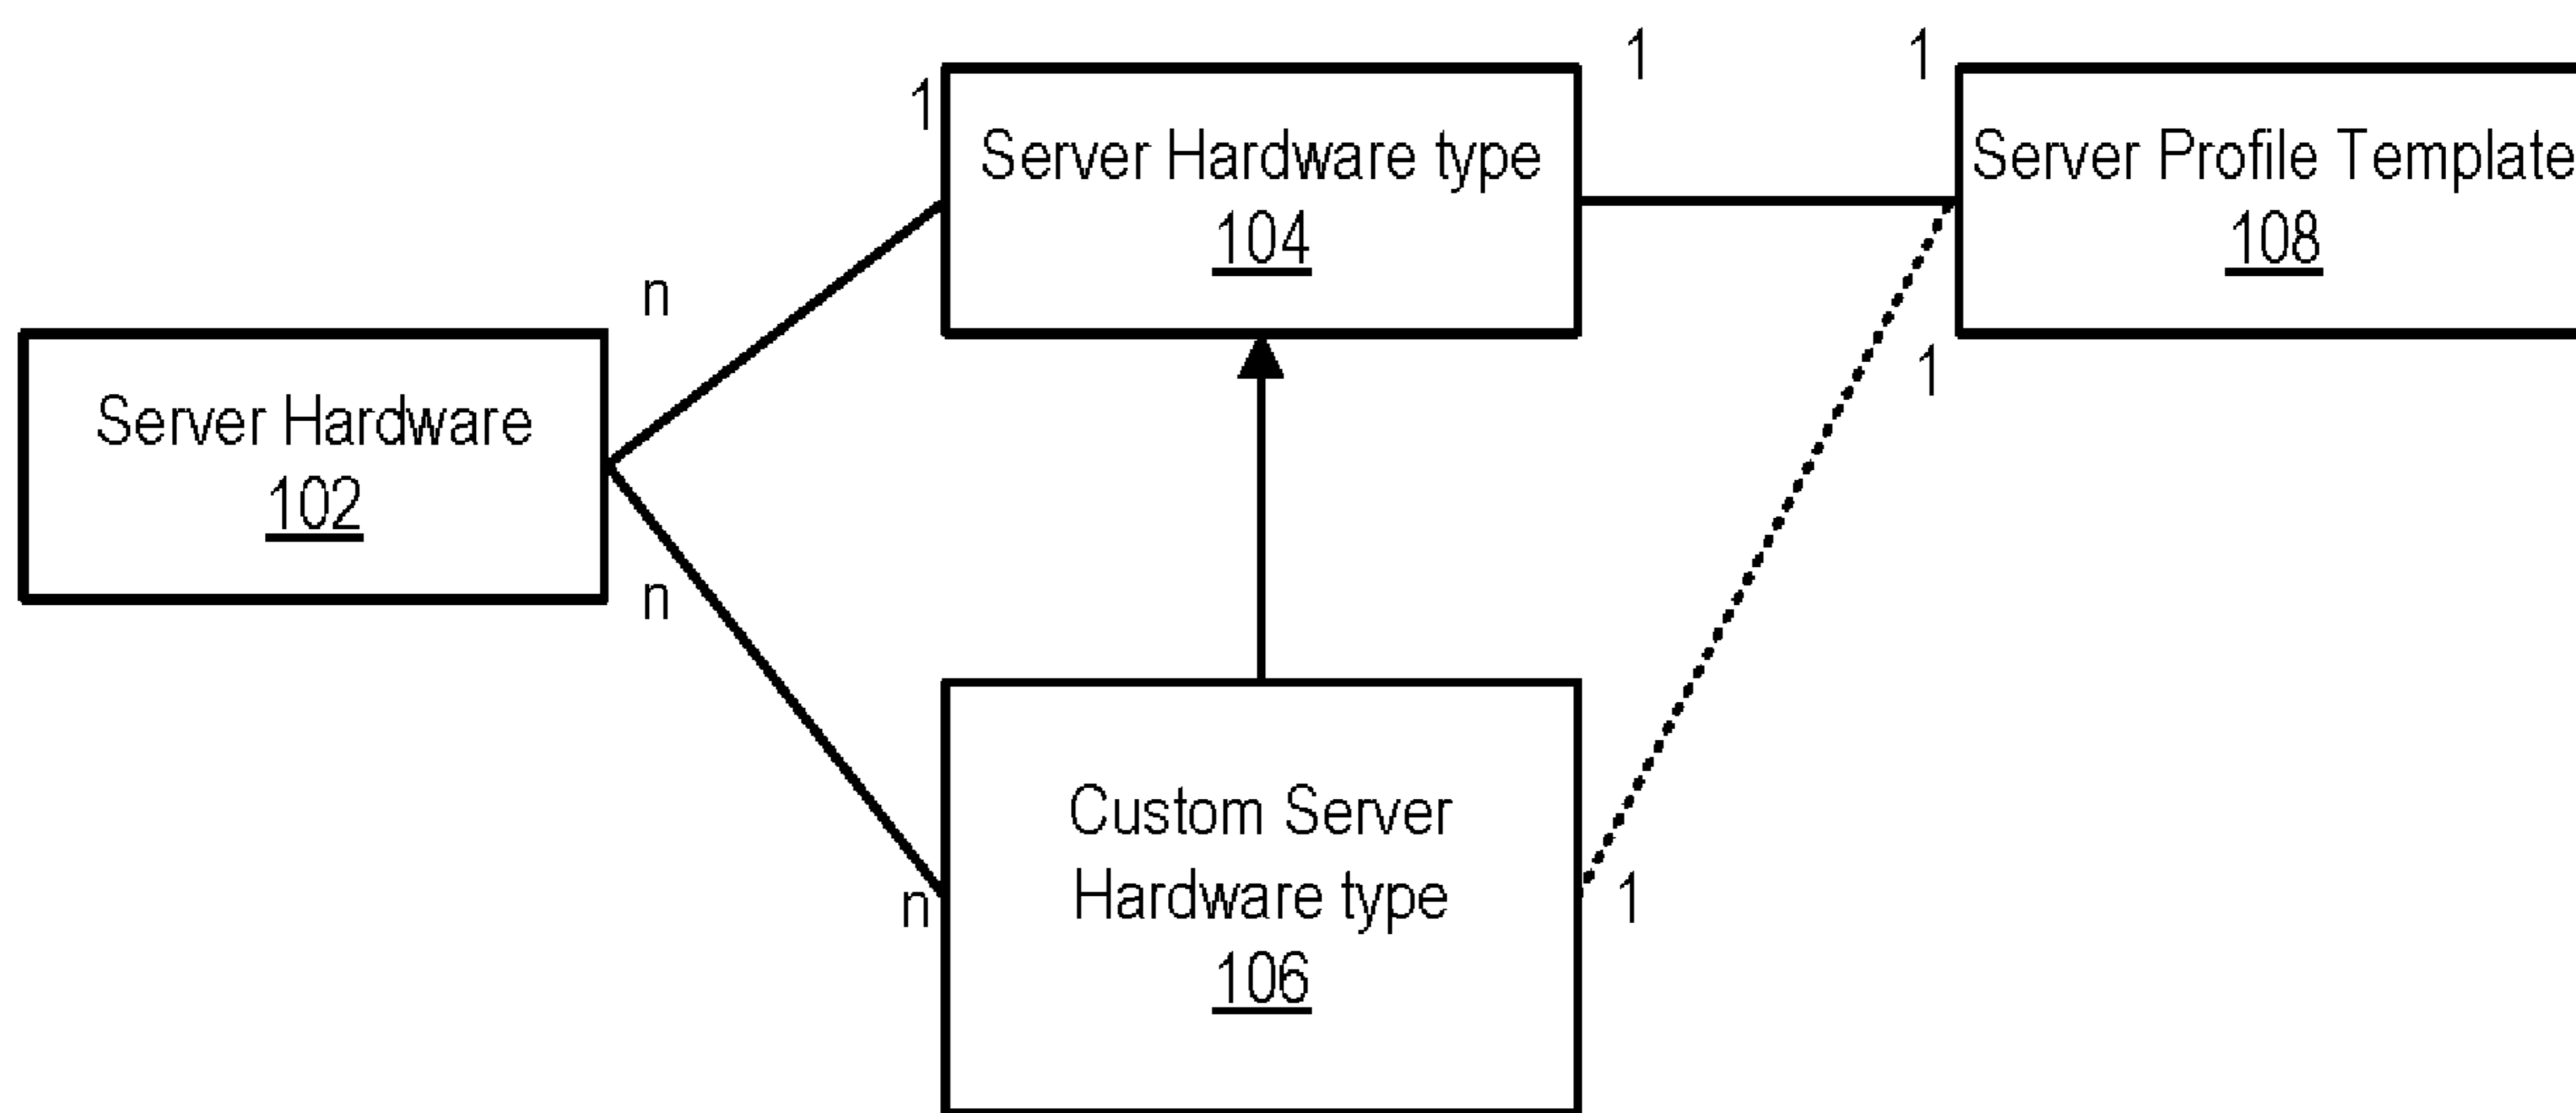 1
1
1
Server Hardware type
104
Server Profile Template
108
n
1
Server Hardware
102
n
Custom Server
Hardware type
106
n
1